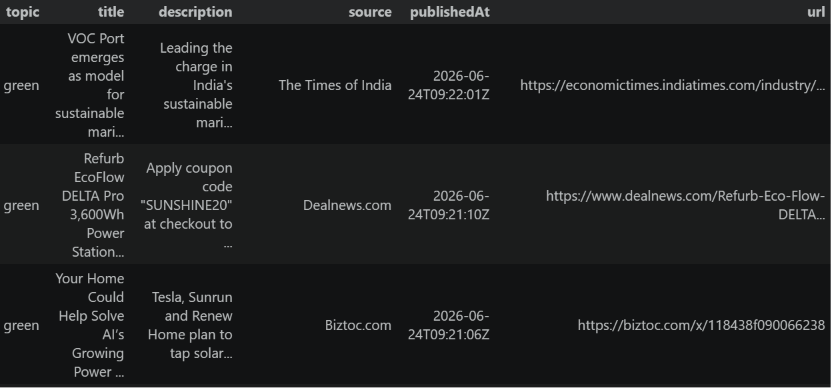 topic title description source publishedAt url
green
VOC Port
emerges
as model
for
sustainable
mari...
Leading the
charge in
India's
sustainable
mari...
The Times of India
2026-06-
24T09:22:01Z
https://economictimes.indiatimes.com/industry/...
green
Refurb
EcoFlow
DELTA Pro
3,600Wh
Power
Station...
Apply coupon
code
"SUNSHINE20"
at checkout to
...
Dealnews.com
2026-06-
24T09:21:10Z
https://www.dealnews.com/Refurb-Eco-Flow-
DELTA...
green
Your Home
Could
Help Solve
AI’s
Growing
Power ...
Tesla, Sunrun
and Renew
Home plan to
tap solar...
Biztoc.com
2026-06-
24T09:21:06Z
https://biztoc.com/x/118438f090066238